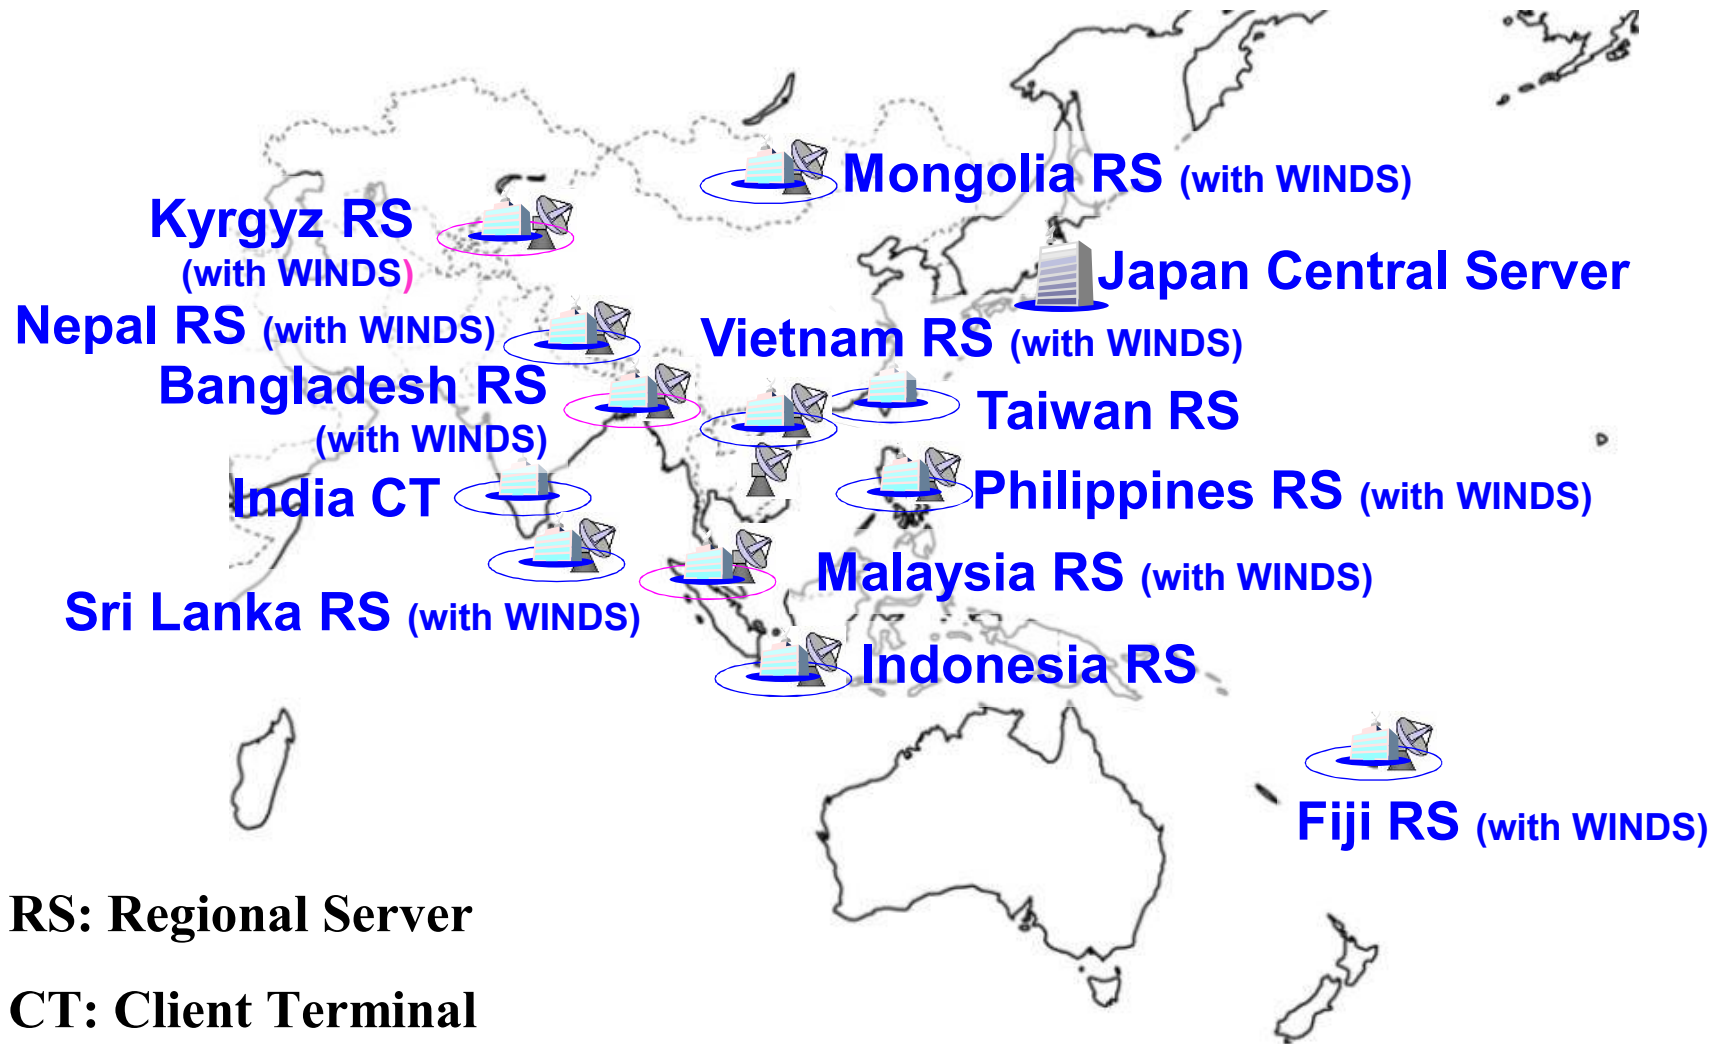 Mongolia RS (with WINDS)
Kyrgyz RS
(with WINDS)
Japan Central Server
Nepal RS (with WINDS)
Vietnam RS (with WINDS)
Bangladesh RS
(with WINDS)
Taiwan RS
India CT
Philippines RS (with WINDS)
Malaysia RS (with WINDS)
Sri Lanka RS (with WINDS)
Indonesia RS
Fiji RS (with WINDS)
RS: Regional Server
CT: Client Terminal